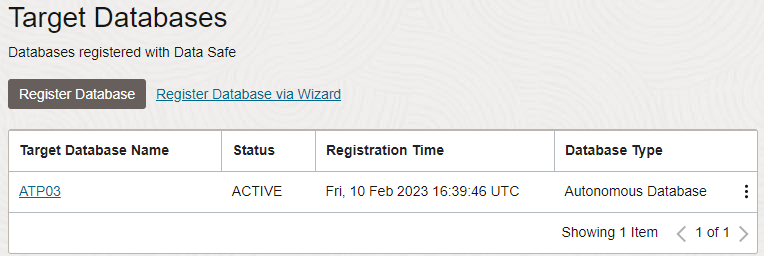 Target Databases
Databases registered with Data Safe
Register Database Register Database via Wizard
Target Database Name Status Registration Time Database Type
ATP03 ACTIVE Fri, 10 Feb 2023 16:39:46 UTC Autonomous Database
Showing 1 Item 1 of 1